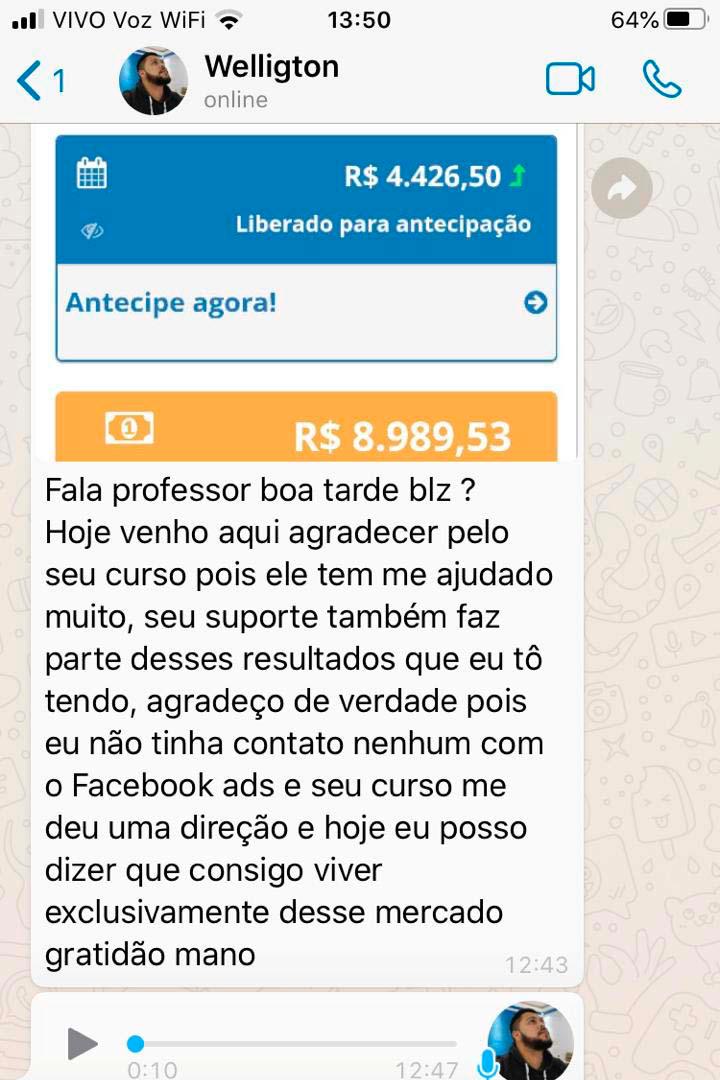 VIVO Voz WiFi 13:50 64%
1 Welligton
online
R$ 4.426,50
Liberado para antecipação
Antecipe agora!
1 R$ 8.989,53
Fala professor boa tarde blz ?
Hoje venho aqui agradecer pelo
seu curso pois ele tem me ajudado
muito, seu suporte também faz
parte desses resultados que eu tô
tendo, agradeço de verdade pois
eu não tinha contato nenhum com
o Facebook ads e seu curso me
deu uma direção e hoje eu posso
dizer que consigo viver
exclusivamente desse mercado
gratidão mano
12:43
0:10 12:47